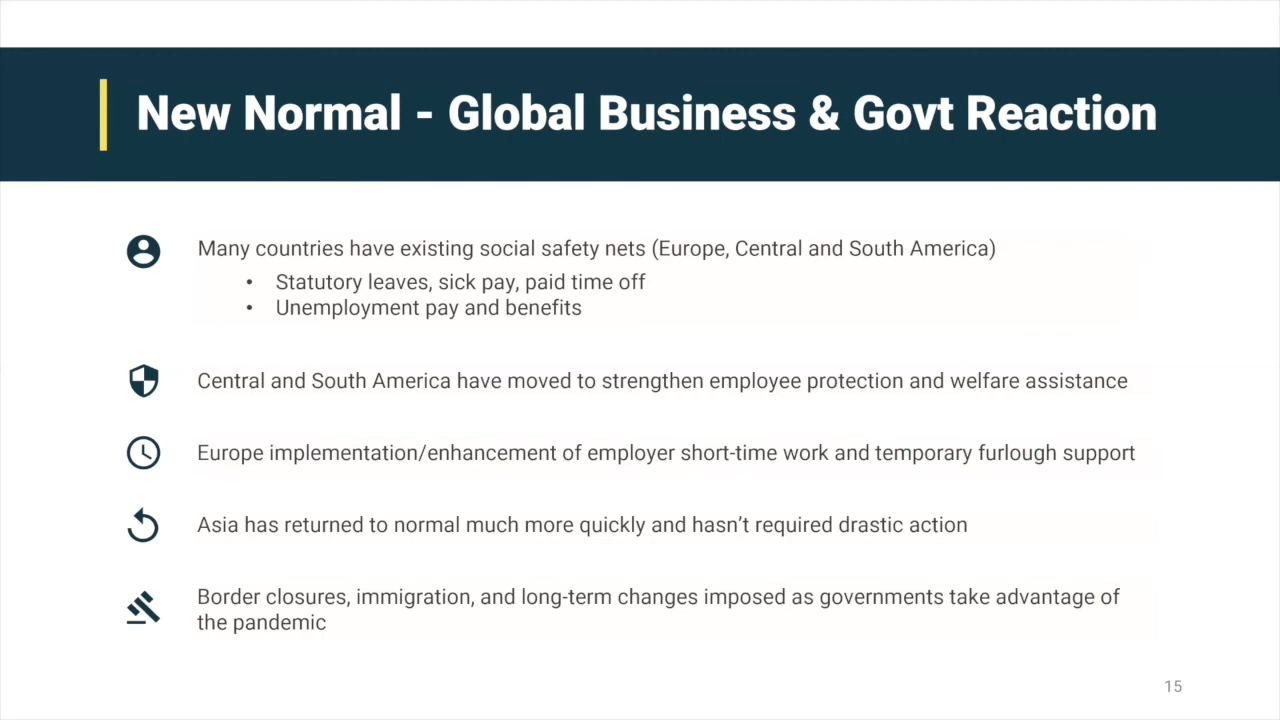 New Normal - Global Business & Govt Reaction
Many countries have existing social safety nets (Europe, Central and South America)
• Statutory leaves, sick pay, paid time off
• Unemployment pay and benefits
Central and South America have moved to strengthen employee protection and welfare assistance
Europe implementation/enhancement of employer short-time work and temporary furlough support
Asia has returned to normal much more quickly and hasn’t required drastic action
Border closures, immigration, and long-term changes imposed as governments take advantage of
the pandemic
15